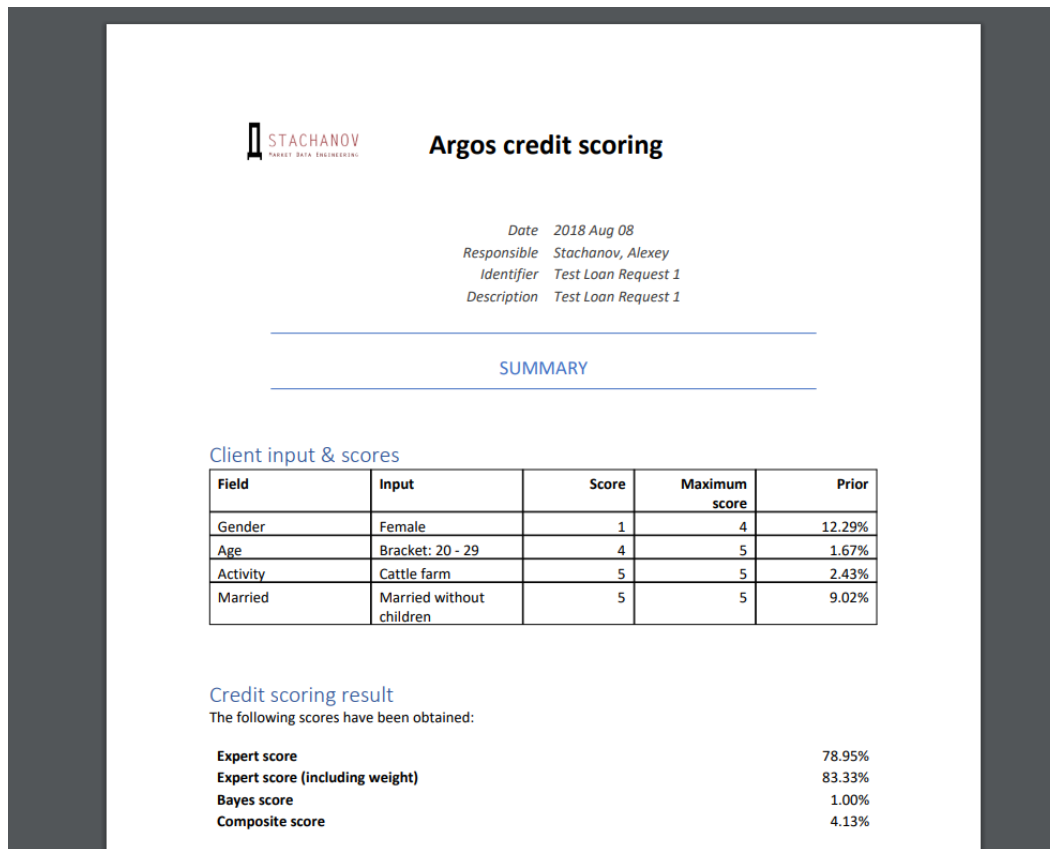 STACHANOV
MARKET DATA ENGINEERING
Argos credit scoring
Date 2018 Aug 08
Responsible Stachanov, Alexey
Identifier Test Loan Request 1
Description Test Loan Request 1
SUMMARY
Client input & scores
Field Input Score Maximum score Prior
Gender Female 1 4 12.29%
Age Bracket: 20 - 29 4 5 1.67%
Activity Cattle farm 5 5 2.43%
Married Married without children 5 5 9.02%
Credit scoring result
The following scores have been obtained:
Expert score 78.95%
Expert score (including weight) 83.33%
Bayes score 1.00%
Composite score 4.13%